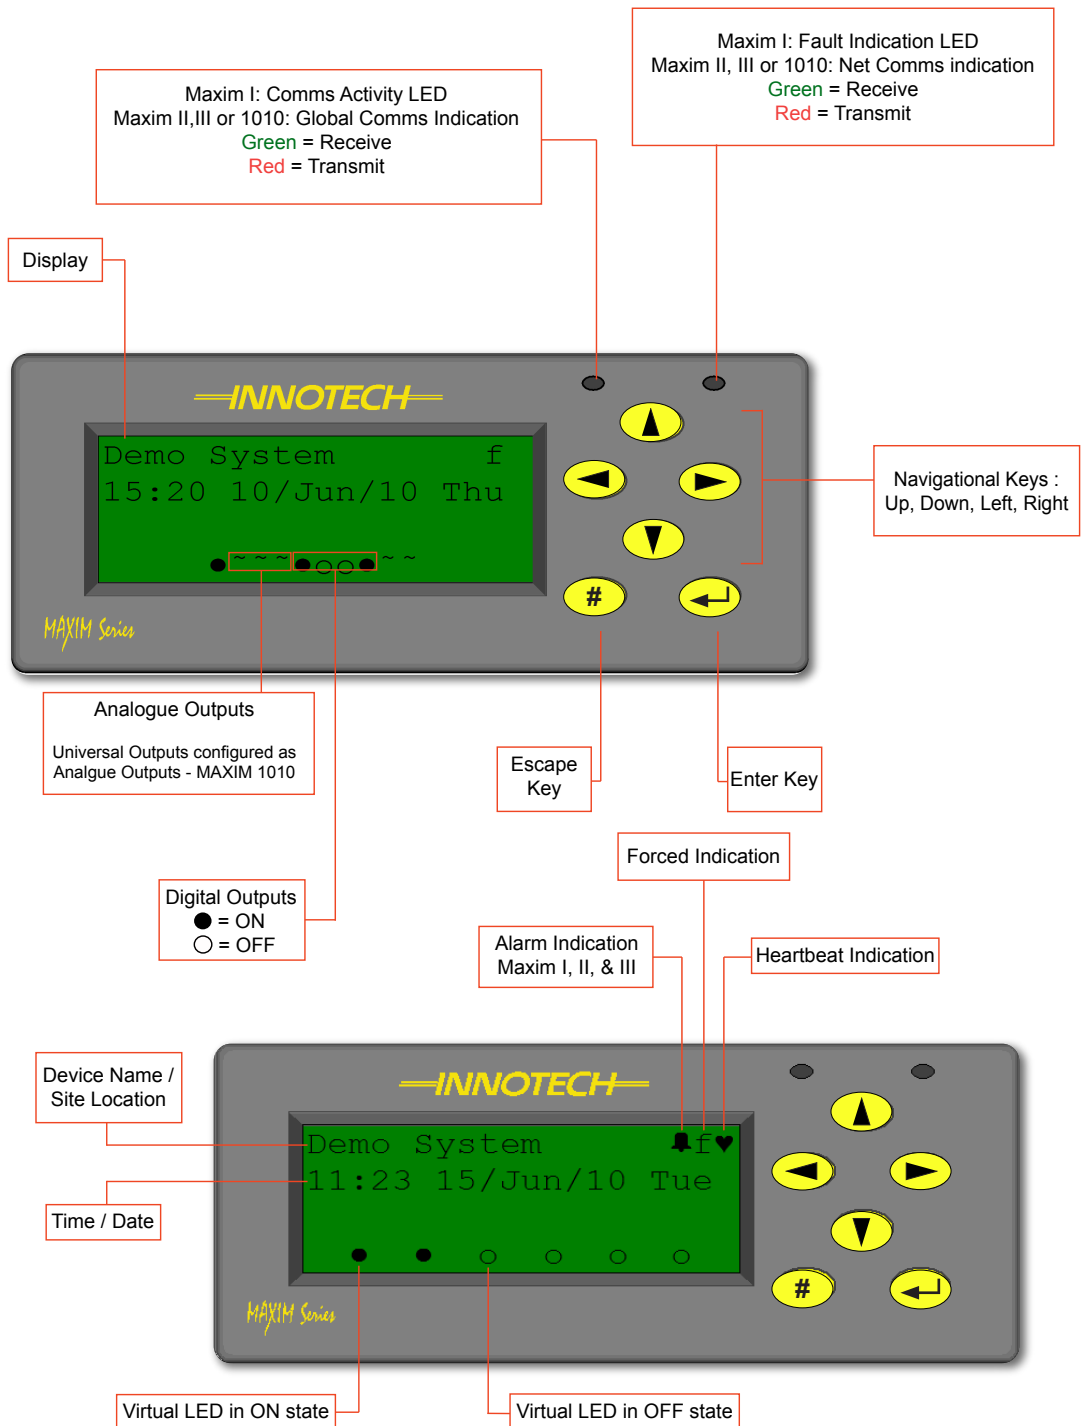 Maxim I: Fault Indication LED
Maxim II, III or 1010: Net Comms indication
Green = Receive
Red = Transmit
Maxim I: Comms Activity LED
Maxim II,III or 1010: Global Comms Indication
Green = Receive
Red = Transmit
Display
INNOTECH
Demo System f
15:20 10/Jun/10 Thu
~ ~ ~ ~ ~
Navigational Keys :
Up, Down, Left, Right
#
MAXIM Series
Analogue Outputs
Universal Outputs configured as
Analgue Outputs - MAXIM 1010
Escape
Key
Enter Key
Digital Outputs
● = ON
○ = OFF
Forced Indication
Alarm Indication
Maxim I, II, & III
Heartbeat Indication
Device Name /
Site Location
INNOTECH
Demo System f♥
11:23 15/Jun/10 Tue
Time / Date
#
MAXIM Series
Virtual LED in ON state
Virtual LED in OFF state